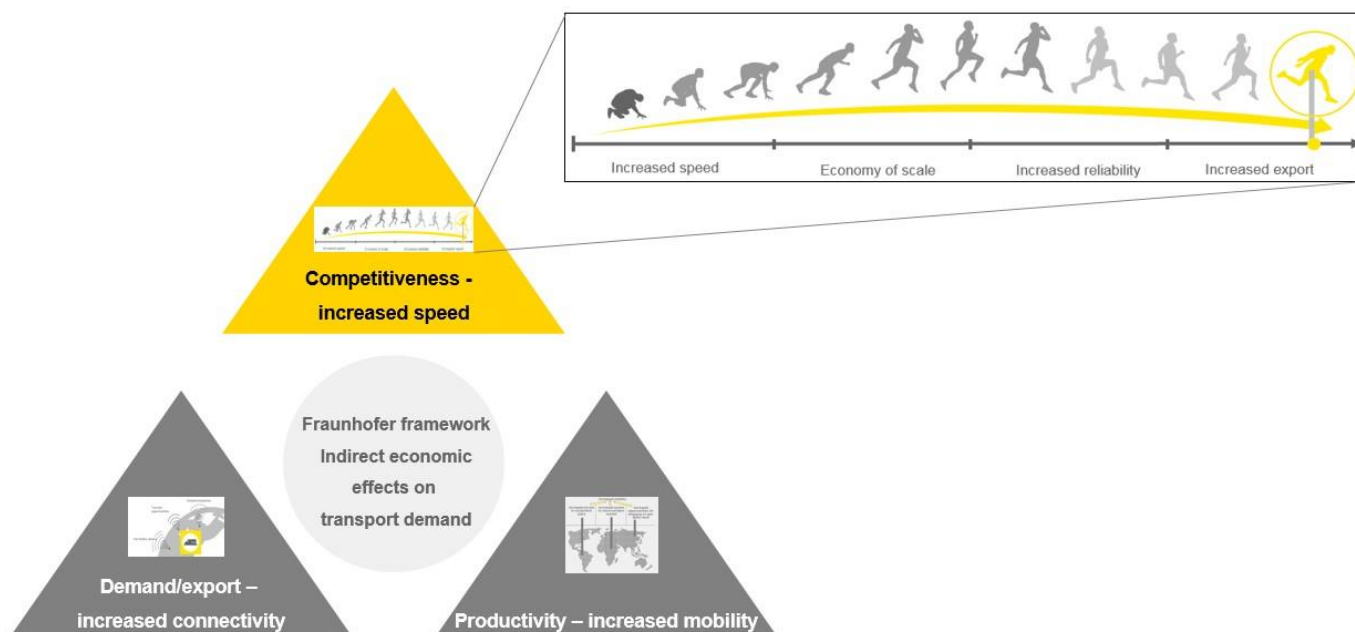 Increased speed
Economy of scale
Increased reliability
Increased export
Competitiveness -
increased speed
Fraunhofer framework
Indirect economic
effects on
transport demand
Demand/export –
increased connectivity
Productivity – increased mobility